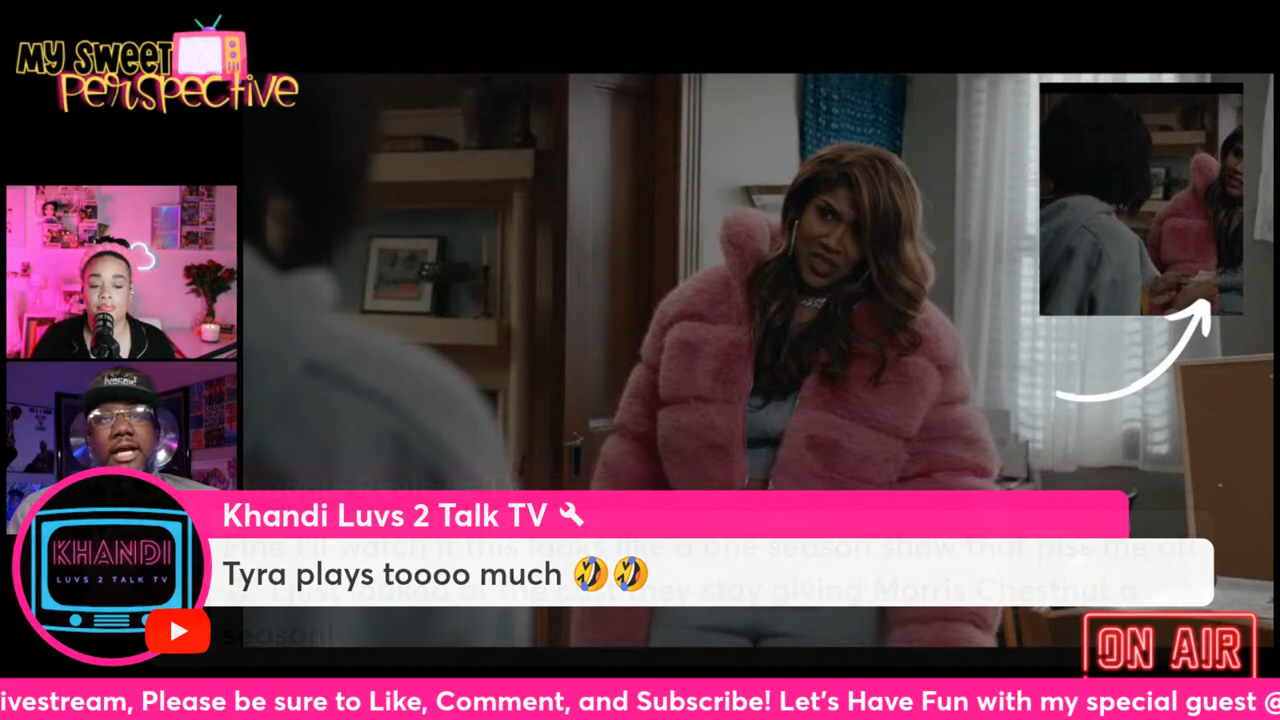 MY SWEET
PERSPECTIVE
KHANDI
LUVS 2 TALK TV
Khandi Luvs 2 Talk TV
Tyra plays toooo much 🤣🤣
Fine I'll watch it this looks like a one season show that piss me on
just looked at the cast they stay giving Morris Chestnut a
season
ON AIR
ivestream, Please be sure to Like, Comment, and Subscribe! Let's Have Fun with my special guest @